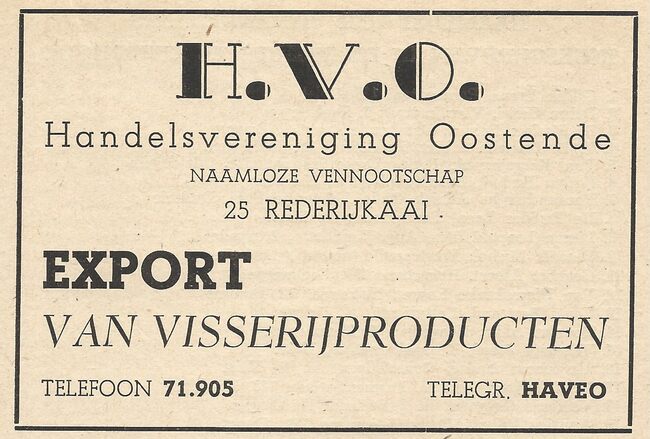 H.V.O.
Handelsvereniging Oostende
NAAMLOZE VENNOOTSCHAP
25 REDERIJKAAI
EXPORT
VAN VISSERIJPRODUCTEN
TELEFOON 71.905 TELEGR. HAVEO